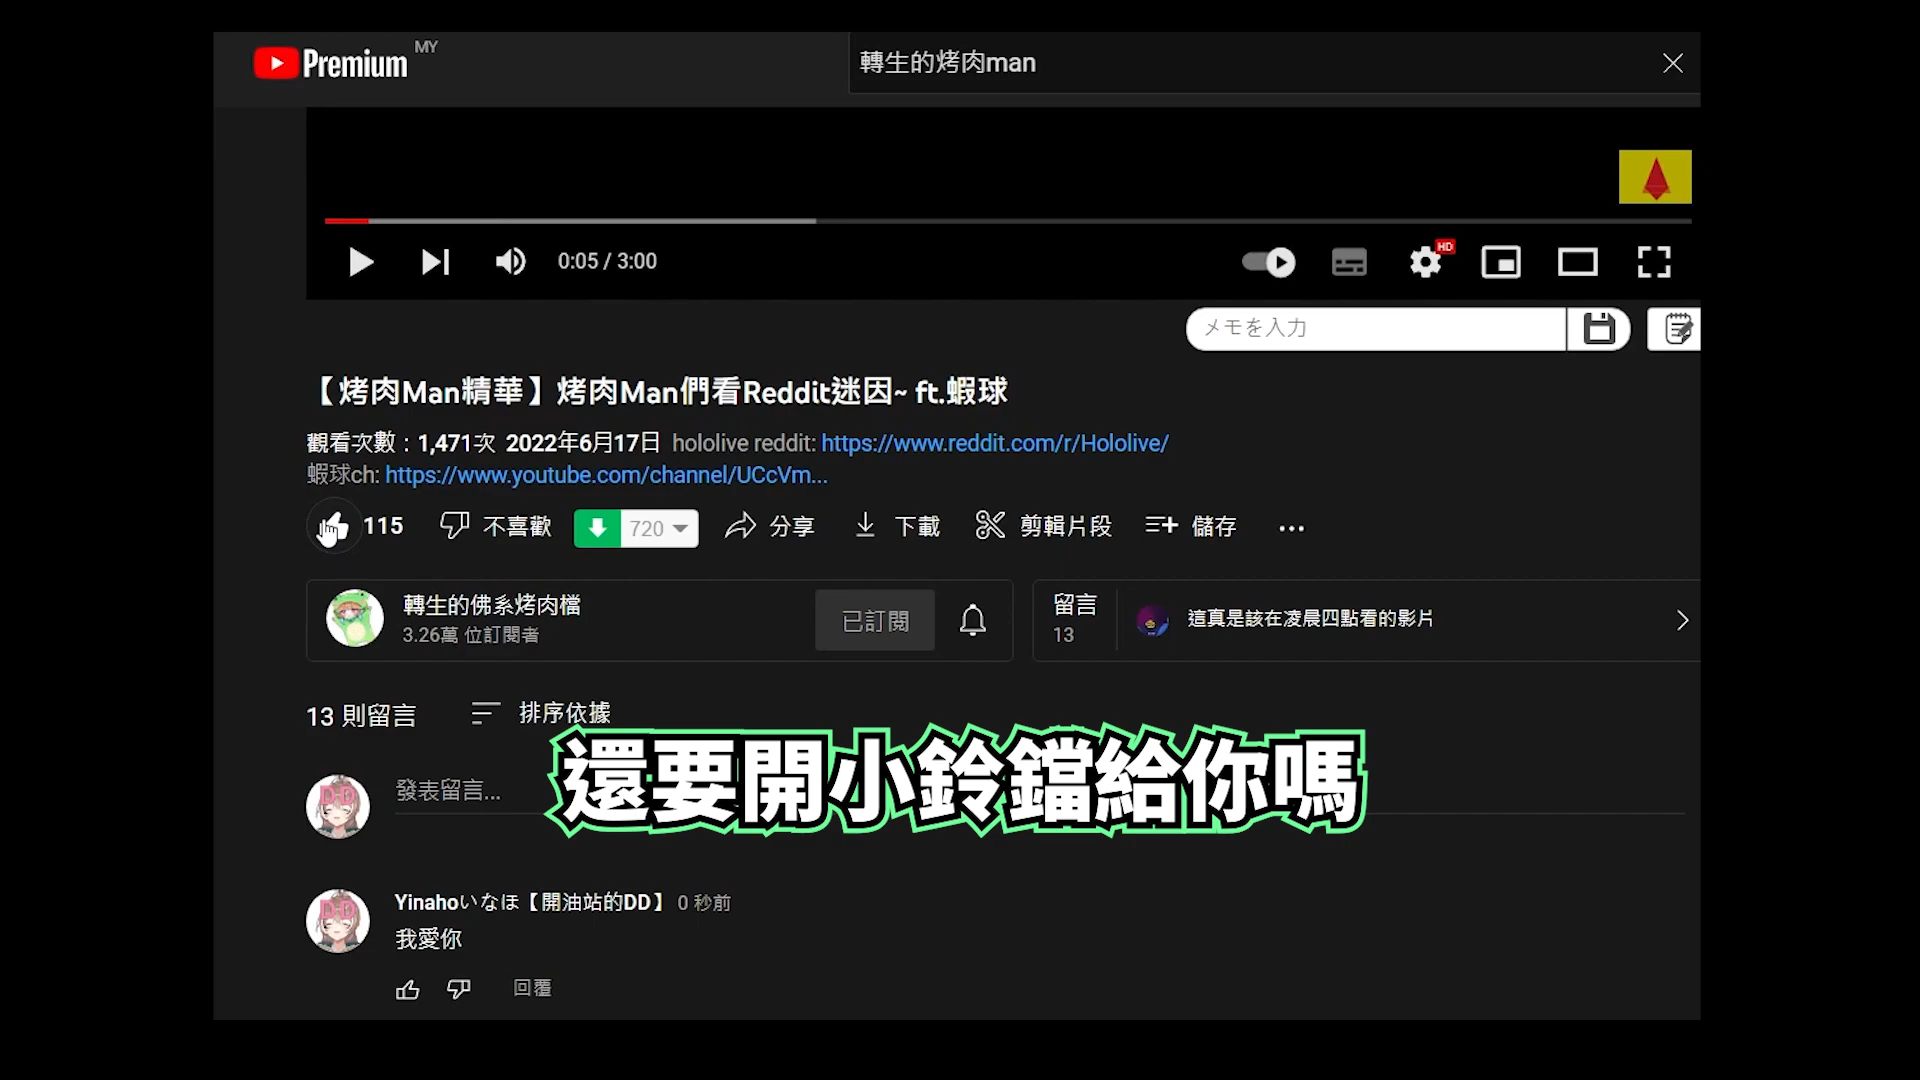 Premium MY
轉生的烤肉man
0:05 / 3:00
HD
メモを入力
【烤肉Man精華】烤肉Man們看Reddit迷因~ ft.蝦球
觀看次數：1,471次 2022年6月17日 hololive reddit: https://www.reddit.com/r/Hololive/
蝦球ch: https://www.youtube.com/channel/UCcVm...
115 不喜歡 720 分享 下載 剪輯片段 儲存
轉生的佛系烤肉檔
3.26萬 位訂閱者
已訂閱
留言
13
這真是該在凌晨四點看的影片
13 則留言 排序依據
還要開小鈴鐺給你嗎
發表留言...
Yinahoいなほ【開油站的DD】 0 秒前
我愛你
回覆